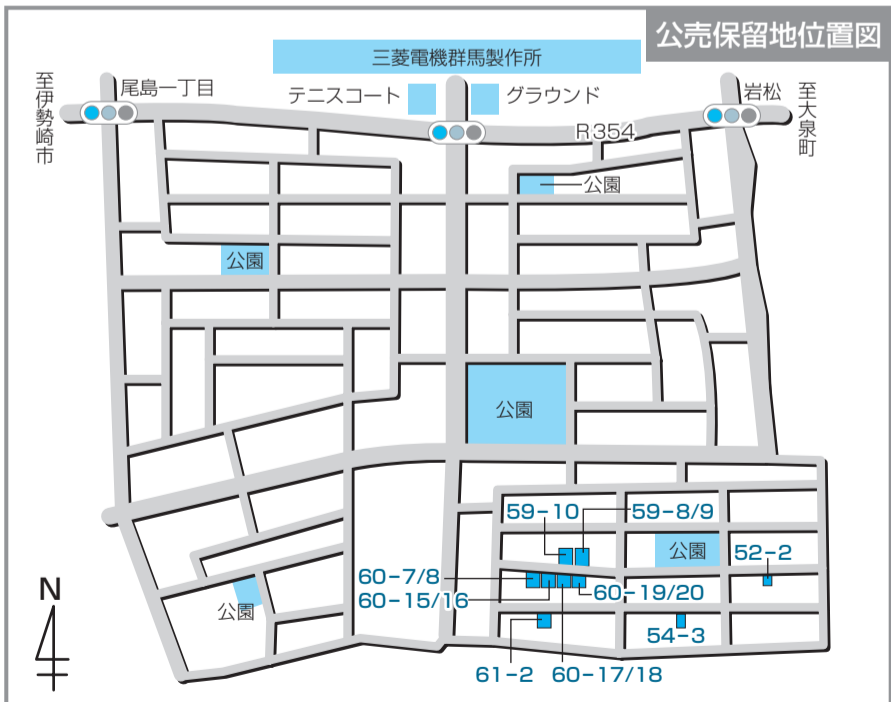 公売保留地位置図
三菱電機群馬製作所
至伊勢崎市
尾島一丁目
テニスコート
グラウンド
岩松
至大泉町
R354
公園
公園
公園
59-10
59-8/9
公園
52-2
60-7/8
60-15/16
60-19/20
公園
54-3
61-2
60-17/18
N